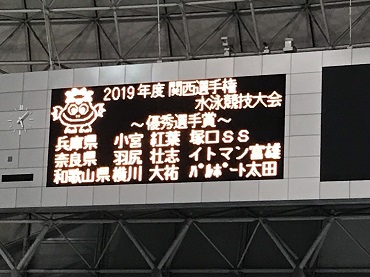 2019年度 関西選手権
水泳競技大会
～優秀選手賞～
兵庫県 小宮 紅葉 塚口SS
奈良県 羽尻 壮志 イトマン富雄
和歌山県 横川 大祐 パルポート太田